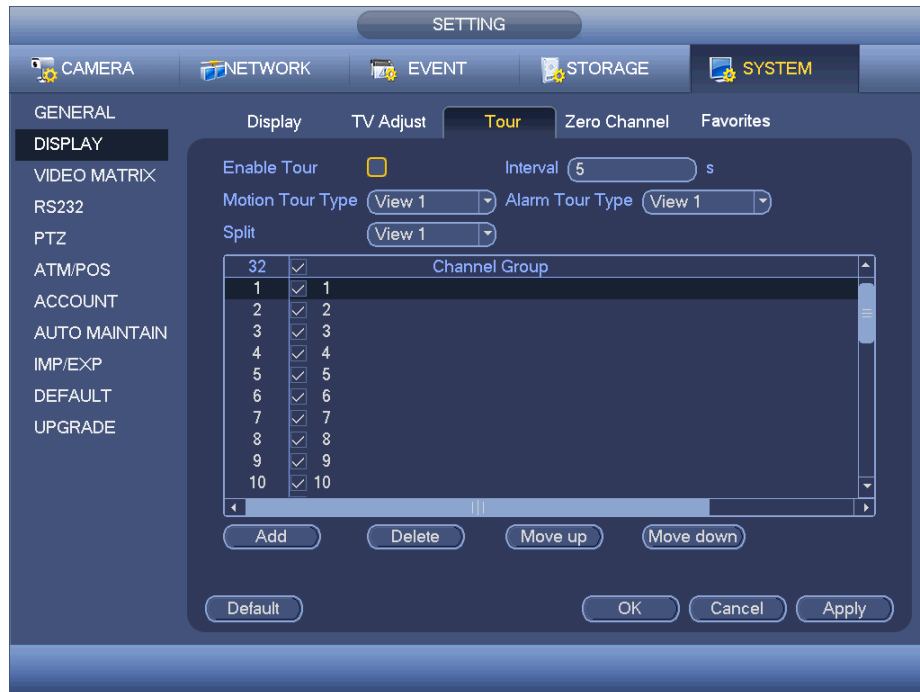 SETTING
CAMERA NETWORK EVENT STORAGE SYSTEM
GENERAL
DISPLAY
VIDEO MATRIX
RS232
PTZ
ATM/POS
ACCOUNT
AUTO MAINTAIN
IMP/EXP
DEFAULT
UPGRADE
Display TV Adjust Tour Zero Channel Favorites
Enable Tour Interval 5 s
Motion Tour Type View 1 Alarm Tour Type View 1
Split View 1
32 Channel Group
1 1
2 2
3 3
4 4
5 5
6 6
7 7
8 8
9 9
10 10
Add Delete Move up Move down
Default OK Cancel Apply